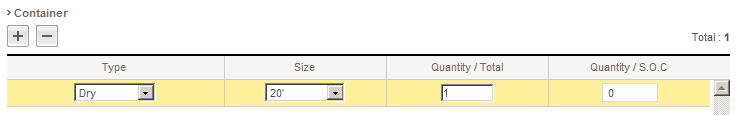 Container
Total : 1
Type Size Quantity / Total Quantity / S.O.C
Dry 20' 1 0